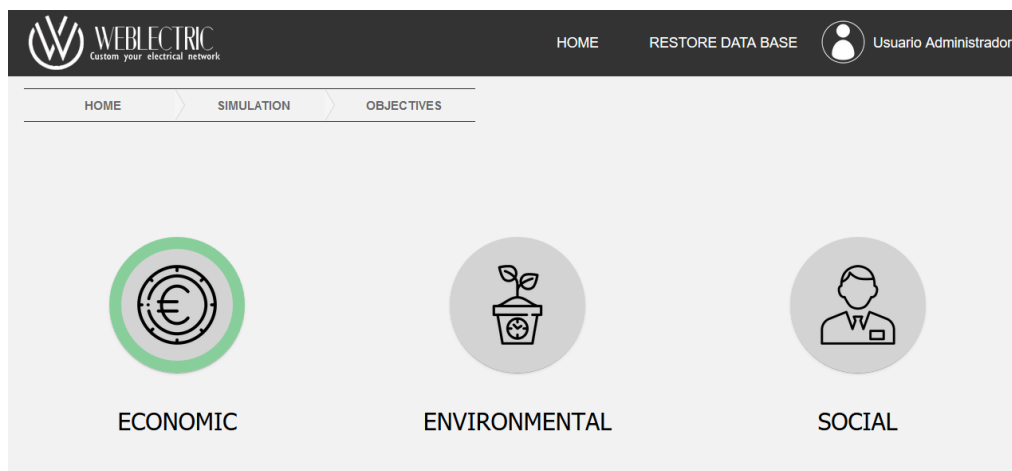 WEBLECTRIC
Custom your electrical network
HOME RESTORE DATA BASE Usuario Administrador
HOME SIMULATION OBJECTIVES
ECONOMIC ENVIRONMENTAL SOCIAL